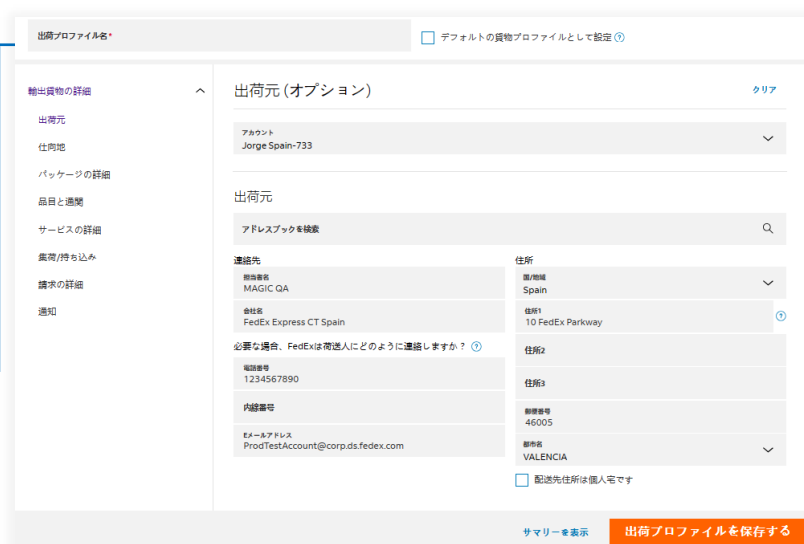 出荷プロファイル名*
デフォルトの貨物プロファイルとして設定
輸出貨物の詳細
出荷元
仕向地
パッケージの詳細
品目と通関
サービスの詳細
集荷/持ち込み
請求の詳細
通知
出荷元 (オプション)
クリア
アカウント
Jorge Spain-733
出荷元
アドレスブックを検索
連絡先
担当者名
MAGIC QA
会社名
FedEx Express CT Spain
必要な場合、FedExは荷送人にどのように連絡しますか？
電話番号
1234567890
内線番号
Eメールアドレス
ProdTestAccount@corp.ds.fedex.com
住所
国/地域
Spain
住所1
10 FedEx Parkway
住所2
住所3
郵便番号
46005
都市名
VALENCIA
配送先住所は個人宅です
サマリーを表示
出荷プロファイルを保存する